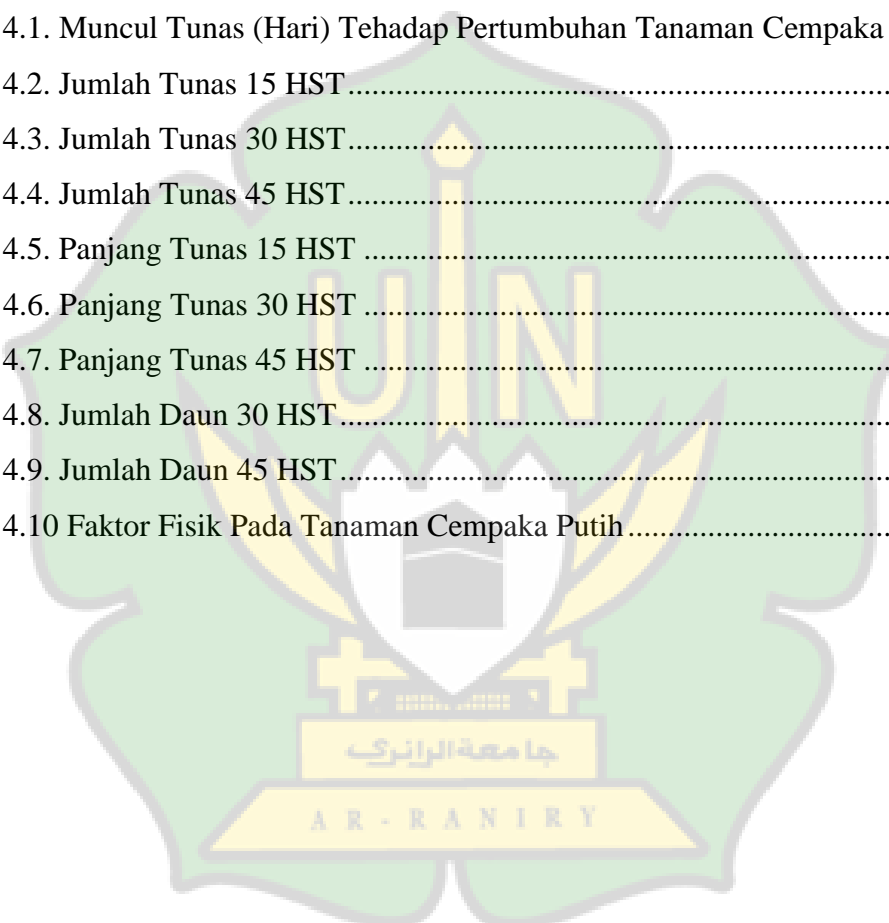 4.1. Muncul Tunas (Hari) Tehadap Pertumbuhan Tanaman Cempaka
4.2. Jumlah Tunas 15 HST..........................................................................
4.3. Jumlah Tunas 30 HST..........................................................................
4.4. Jumlah Tunas 45 HST..........................................................................
4.5. Panjang Tunas 15 HST ........................................................................
4.6. Panjang Tunas 30 HST ........................................................................
4.7. Panjang Tunas 45 HST ........................................................................
4.8. Jumlah Daun 30 HST...........................................................................
4.9. Jumlah Daun 45 HST...........................................................................
4.10 Faktor Fisik Pada Tanaman Cempaka Putih....................................
UIN
جامعة الرانري
AR-RANIRY